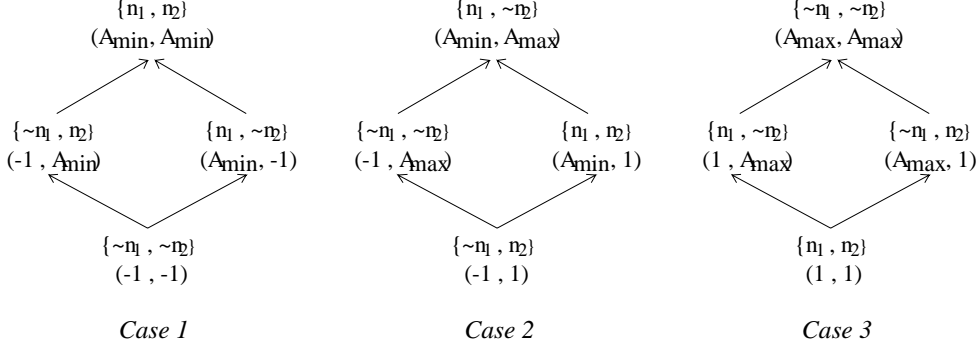 {n1 , n2}
(Amin, Amin)
{~n1 , n2}
(-1 , Amin)
{n1 , ~n2}
(Amin, -1)
{~n1 , ~n2}
(-1 , -1)
Case 1
{n1 , ~n2}
(Amin, Amax)
{~n1 , ~n2}
(-1 , Amax)
{n1 , n2}
(Amin, 1)
{~n1 , n2}
(-1 , 1)
Case 2
{~n1 , ~n2}
(Amax, Amax)
{n1 , ~n2}
(1 , Amax)
{~n1 , n2}
(Amax, 1)
{n1 , n2}
(1 , 1)
Case 3